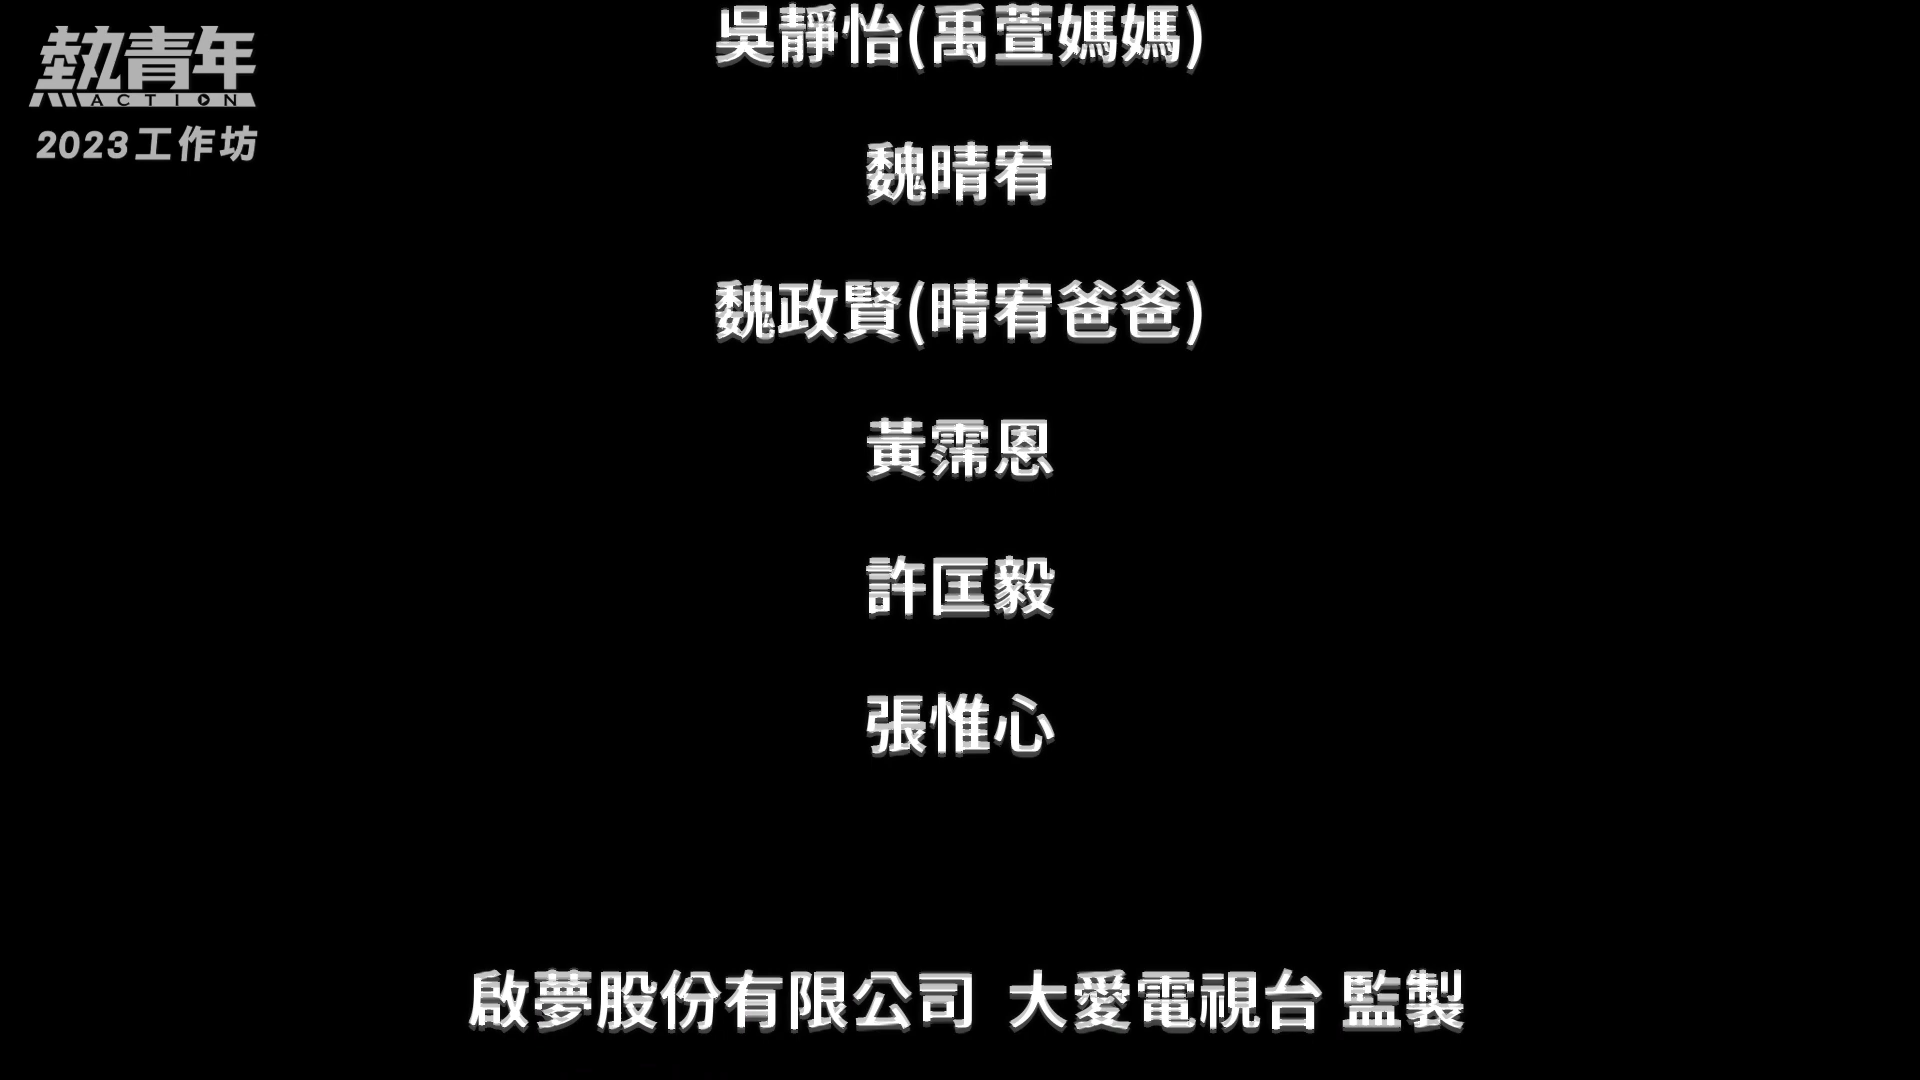 熱青年
ACTION
2023工作坊
吳靜怡(禹萱媽媽)
魏晴宥
魏政賢(晴宥爸爸)
黃霈恩
許匡毅
張惟心
啟夢股份有限公司 大愛電視台 監製